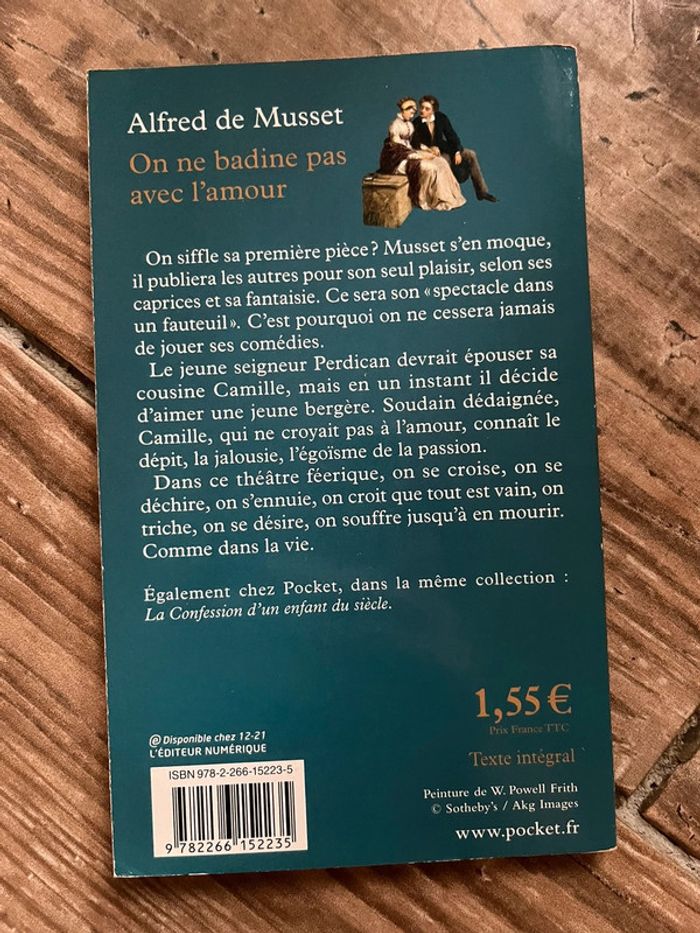 Alfred de Musset
On ne badine pas
avec l'amour
On siffle sa première pièce ? Musset s'en moque,
il publiera les autres pour son seul plaisir, selon ses
caprices et sa fantaisie. Ce sera son « spectacle dans
un fauteuil ». C'est pourquoi on ne cessera jamais
de jouer ses comédies.
Le jeune seigneur Perdican devrait épouser sa
cousine Camille, mais en un instant il décide
d'aimer une jeune bergère. Soudain dédaignée,
Camille, qui ne croyait pas à l'amour, connaît le
dépit, la jalousie, l'égoïsme de la passion.
Dans ce théâtre féerique, on se croise, on se
déchire, on s'ennuie, on croit que tout est vain, on
triche, on se désire, on souffre jusqu'à en mourir.
Comme dans la vie.
Également chez Pocket, dans la même collection :
La Confession d'un enfant du siècle.
1,55 €
Prix France TTC
Texte intégral
@ Disponible chez 12-21
L'ÉDITEUR NUMÉRIQUE
ISBN 978-2-266-15223-5
9 782266 152235
Peinture de W. Powell Frith
© Sotheby's / Akg Images
www.pocket.fr